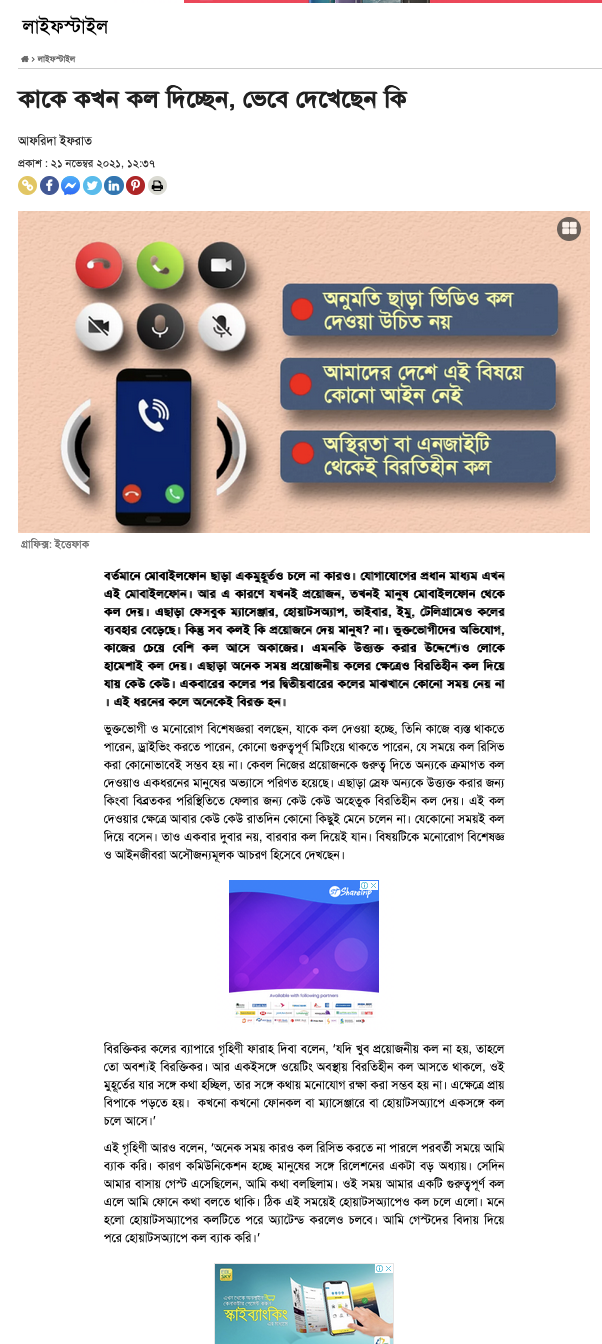 লাইফস্টাইল
> লাইফস্টাইল
কাকে কখন কল দিচ্ছেন, ভেবে দেখেছেন কি
আফরিদা ইফরাত
প্রকাশ : ২১ নভেম্বর ২০২১, ১২:৩৭
অনুমতি ছাড়া ভিডিও কল
দেওয়া উচিত নয়
আমাদের দেশে এই বিষয়ে
কোনো আইন নেই
অস্থিরতা বা এনজাইটি
থেকেই বিরতিহীন কল
গ্রাফিক্স: ইত্তেফাক
বর্তমানে মোবাইলফোন ছাড়া একমুহূর্তও চলে না কারও। যোগাযোগের প্রধান মাধ্যম এখন
এই মোবাইলফোন। আর এ কারণে যখনই প্রয়োজন, তখনই মানুষ মোবাইলফোন থেকে
কল দেয়। এছাড়া ফেসবুক ম্যাসেঞ্জার, হোয়াটসঅ্যাপ, ভাইবার, ইমু, টেলিগ্রামেও কলের
ব্যবহার বেড়েছে। কিন্তু সব কলই কি প্রয়োজনে দেয় মানুষ? না। ভুক্তভোগীদের অভিযোগ,
কাজের চেয়ে বেশি কল আসে অকাজের। এমনকি উত্ত্যক্ত করার উদ্দেশ্যেও লোকে
হামেশাই কল দেয়। এছাড়া অনেক সময় প্রয়োজনীয় কলের ক্ষেত্রেও বিরতিহীন কল দিয়ে
যায় কেউ কেউ। একবারের কলের পর দ্বিতীয়বারের কলের মাঝখানে কোনো সময় নেয় না
। এই ধরনের কলে অনেকেই বিরক্ত হন।
ভুক্তভোগী ও মনোরোগ বিশেষজ্ঞরা বলছেন, যাকে কল দেওয়া হচ্ছে, তিনি কাজে ব্যস্ত থাকতে
পারেন, ড্রাইভিং করতে পারেন, কোনো গুরুত্বপূর্ণ মিটিংয়ে থাকতে পারেন, যে সময়ে কল রিসিভ
করা কোনোভাবেই সম্ভব হয় না। কেবল নিজের প্রয়োজনকে গুরুত্ব দিতে অন্যকে ক্রমাগত কল
দেওয়াও একধরনের মানুষের অভ্যাসে পরিণত হয়েছে। এছাড়া স্রেফ অন্যকে উত্ত্যক্ত করার জন্য
কিংবা বিব্রতকর পরিস্থিতিতে ফেলার জন্য কেউ কেউ অহেতুক বিরতিহীন কল দেয়। এই কল
দেওয়ার ক্ষেত্রে আবার কেউ কেউ রাতদিন কোনো কিছুই মেনে চলেন না। যেকোনো সময়ই কল
দিয়ে বসেন। তাও একবার দুবার নয়, বারবার কল দিয়েই যান। বিষয়টিকে মনোরোগ বিশেষজ্ঞ
ও আইনজীবরা অসৌজন্যমূলক আচরণ হিসেবে দেখছেন।
ShareTrip
Available with following partners
বিরক্তিকর কলের ব্যাপারে গৃহিণী ফারাহ দিবা বলেন, ‘যদি খুব প্রয়োজনীয় কল না হয়, তাহলে
তো অবশ্যই বিরক্তিকর। আর একইসঙ্গে ওয়েটিং অবস্থায় বিরতিহীন কল আসতে থাকলে, ওই
মুহূর্তের যার সঙ্গে কথা হচ্ছিল, তার সঙ্গে কথায় মনোযোগ রক্ষা করা সম্ভব হয় না। এক্ষেত্রে প্রায়
বিপাকে পড়তে হয়। কখনো কখনো ফোনকল বা ম্যাসেঞ্জারে বা হোয়াটসঅ্যাপে একসঙ্গে কল
চলে আসে।’
এই গৃহিণী আরও বলেন, ‘অনেক সময় কারও কল রিসিভ করতে না পারলে পরবর্তী সময়ে আমি
ব্যাক করি। কারণ কমিউনিকেশন হচ্ছে মানুষের সঙ্গে রিলেশনের একটা বড় অধ্যায়। সেদিন
আমার বাসায় গেস্ট এসেছিলেন, আমি কথা বলছিলাম। ওই সময় আমার একটি গুরুত্বপূর্ণ কল
এলে আমি ফোনে কথা বলতে থাকি। ঠিক এই সময়েই হোয়াটসঅ্যাপেও কল চলে এলো। মনে
হলো হোয়াটসঅ্যাপের কলটিতে পরে অ্যাটেন্ড করলেও চলবে। আমি গেস্টদের বিদায় দিয়ে
পরে হোয়াটসঅ্যাপে কল ব্যাক করি।’
SKY
স্কাইব্যাংকিং